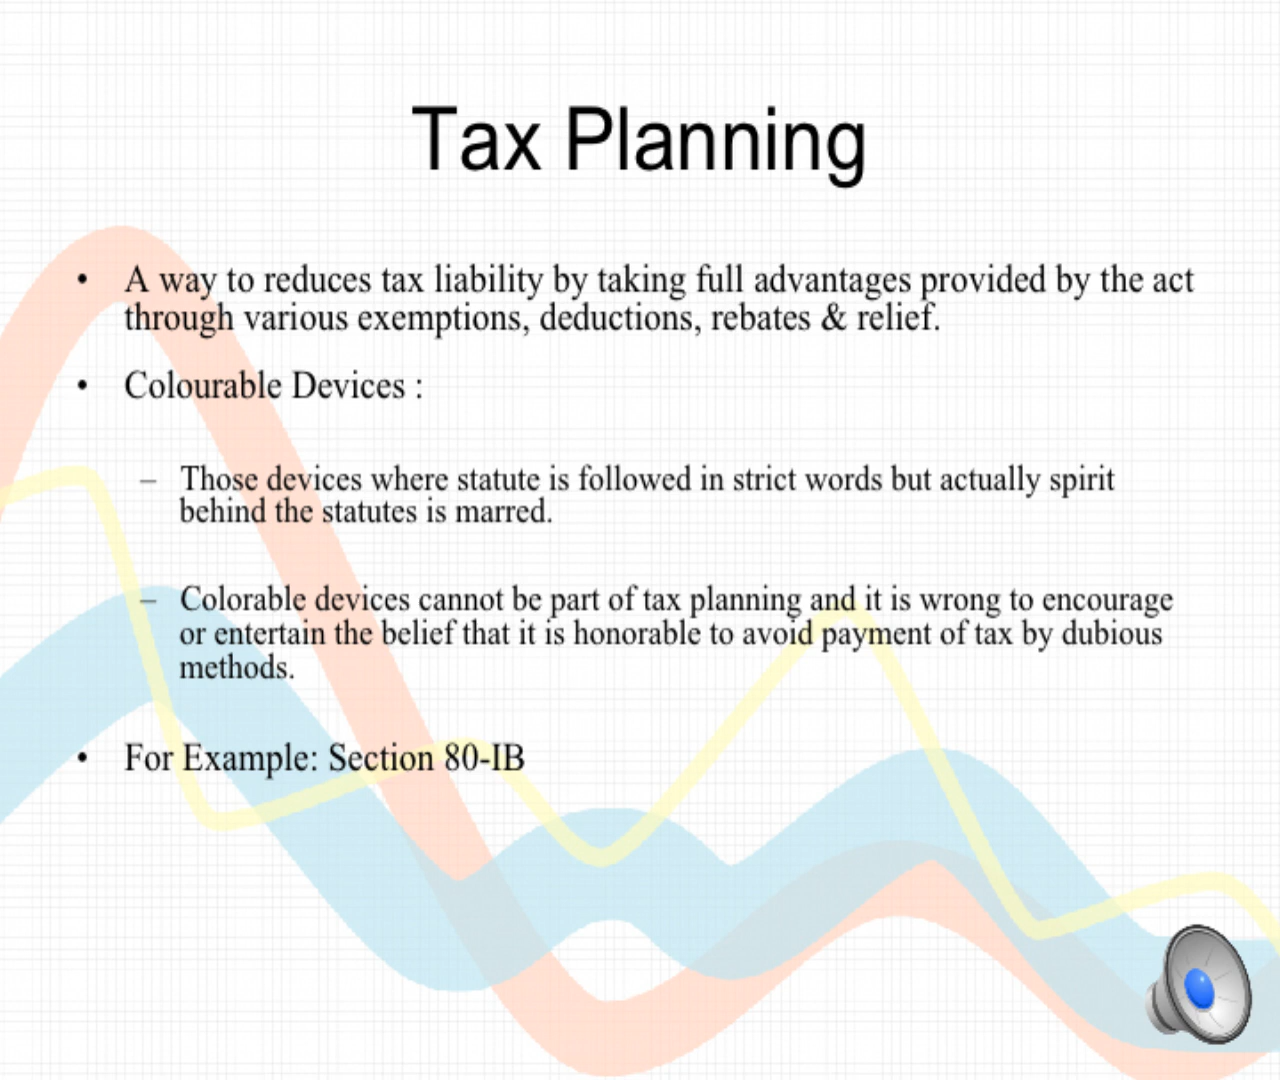 Tax Planning
• A way to reduces tax liability by taking full advantages provided by the act
through various exemptions, deductions, rebates & relief.
• Colourable Devices :
– Those devices where statute is followed in strict words but actually spirit
behind the statutes is marred.
– Colorable devices cannot be part of tax planning and it is wrong to encourage
or entertain the belief that it is honorable to avoid payment of tax by dubious
methods.
• For Example: Section 80-IB